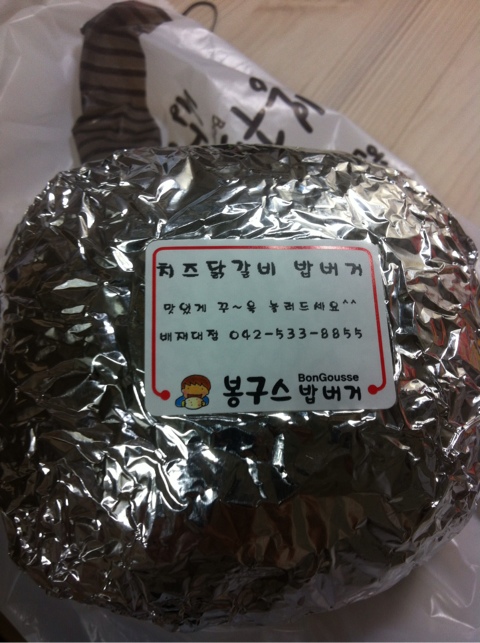 치즈닭갈비 밥버거
맛있게 꾸~욱 눌러드세요^^
배재대점 042-533-8855
BonGousse
봉구스밥버거